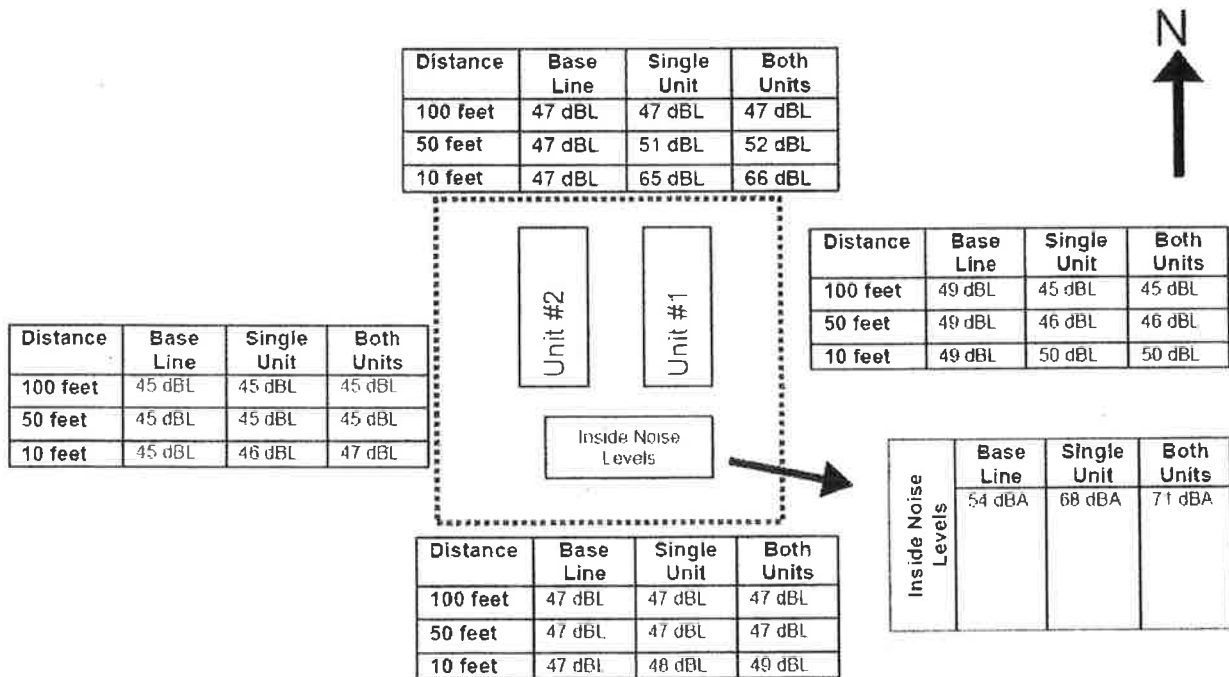 N
Distance Base Line Single Unit Both Units
100 feet 47 dBL 47 dBL 47 dBL
50 feet 47 dBL 51 dBL 52 dBL
10 feet 47 dBL 65 dBL 66 dBL
Unit #2
Unit #1
Distance Base Line Single Unit Both Units
100 feet 49 dBL 45 dBL 45 dBL
50 feet 49 dBL 46 dBL 46 dBL
10 feet 49 dBL 50 dBL 50 dBL
Distance Base Line Single Unit Both Units
100 feet 45 dBL 45 dBL 45 dBL
50 feet 45 dBL 45 dBL 45 dBL
10 feet 45 dBL 46 dBL 47 dBL
Inside Noise
Levels
Inside Noise Levels
Base Line Single Unit Both Units
54 dBA 68 dBA 71 dBA
Distance Base Line Single Unit Both Units
100 feet 47 dBL 47 dBL 47 dBL
50 feet 47 dBL 47 dBL 47 dBL
10 feet 47 dBL 48 dBL 49 dBL